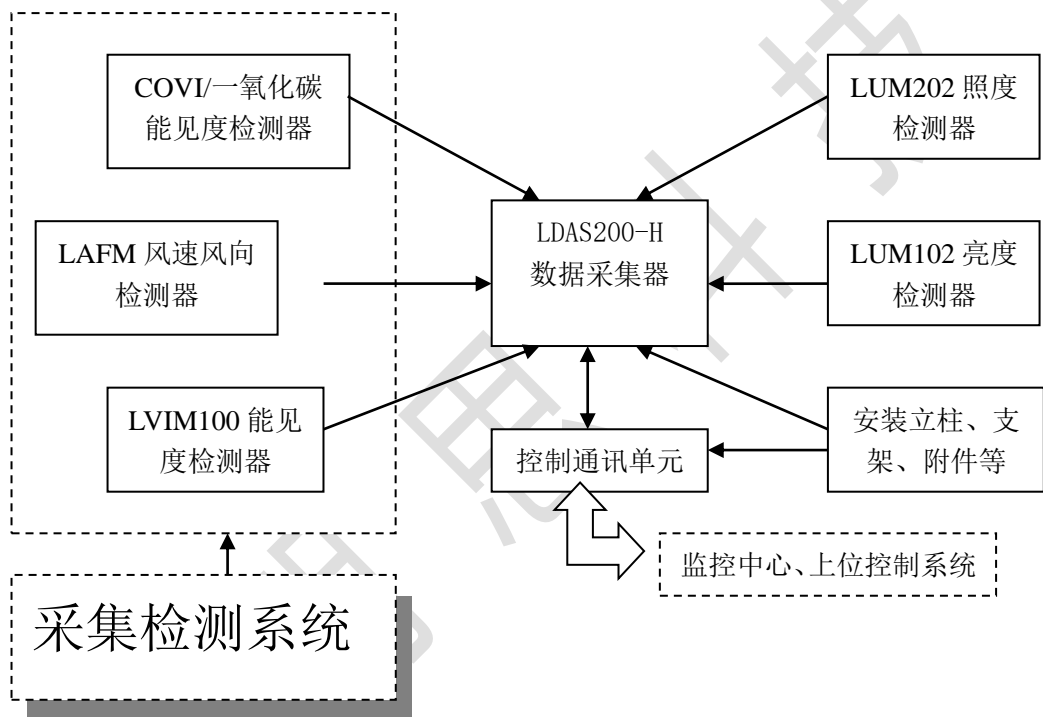 COVI/一氧化碳
能见度检测器
LUM202 照度
检测器
LAFM 风速风向
检测器
LDAS200-H
数据采集器
LUM102 亮度
检测器
LVIM100 能见
度检测器
控制通讯单元
安装立柱、支
架、附件等
监控中心、上位控制系统
采集检测系统